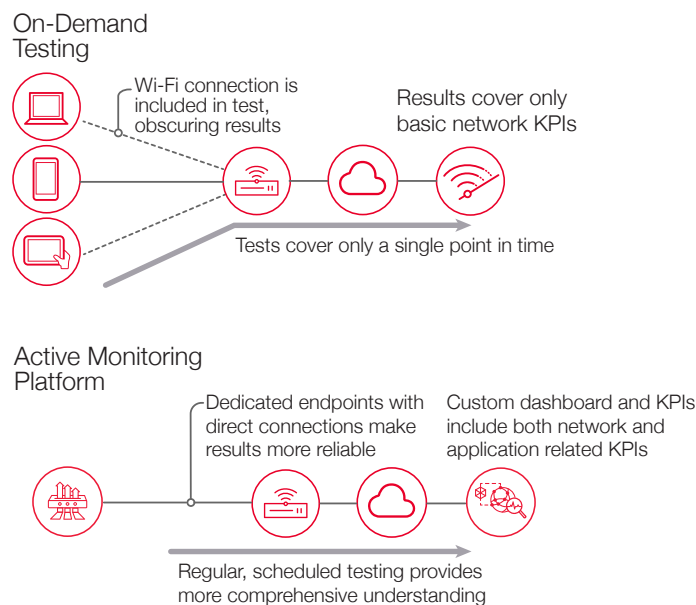 On-Demand
Testing
Wi-Fi connection is
included in test,
obscuring results
Results cover only
basic network KPIs
Tests cover only a single point in time
Active Monitoring
Platform
Dedicated endpoints with
direct connections make
results more reliable
Custom dashboard and KPIs
include both network and
application related KPIs
Regular, scheduled testing provides
more comprehensive understanding